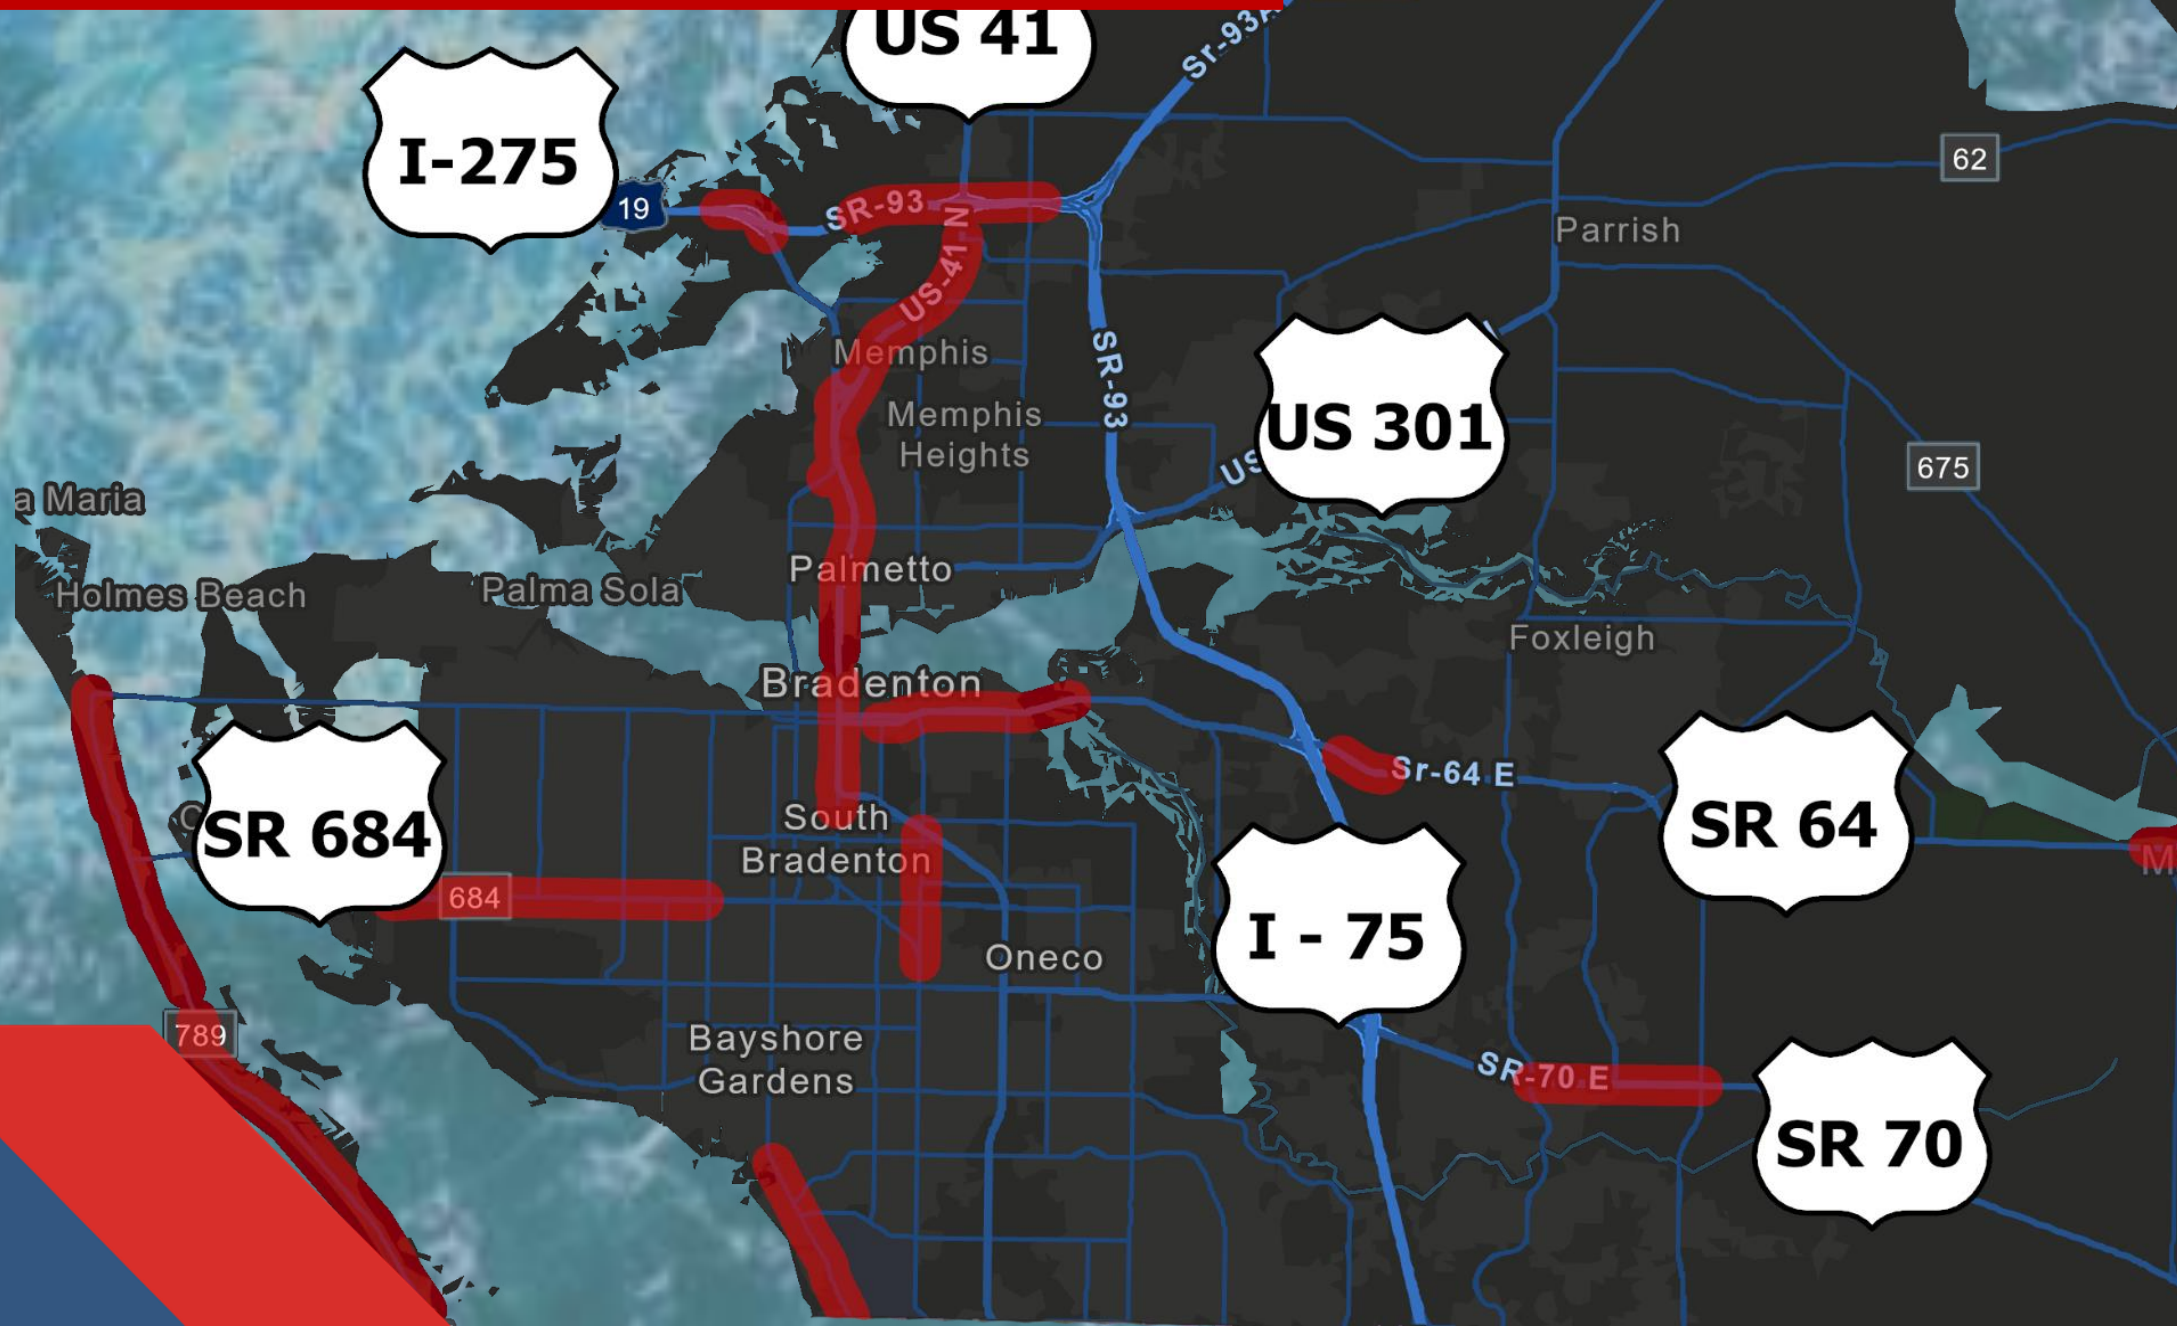 US 41
Sr-93A
I-275
62
19
SR-93
US-41-N
Parrish
Memphis
SR-93
Memphis
Heights
US 301
US
675
a Maria
Palmetto
Holmes Beach
Palma Sola
Foxleigh
Bradenton
Sr-64 E
South
Bradenton
SR 684
SR 64
684
I - 75
Oneco
789
Bayshore
Gardens
SR-70 E
SR 70